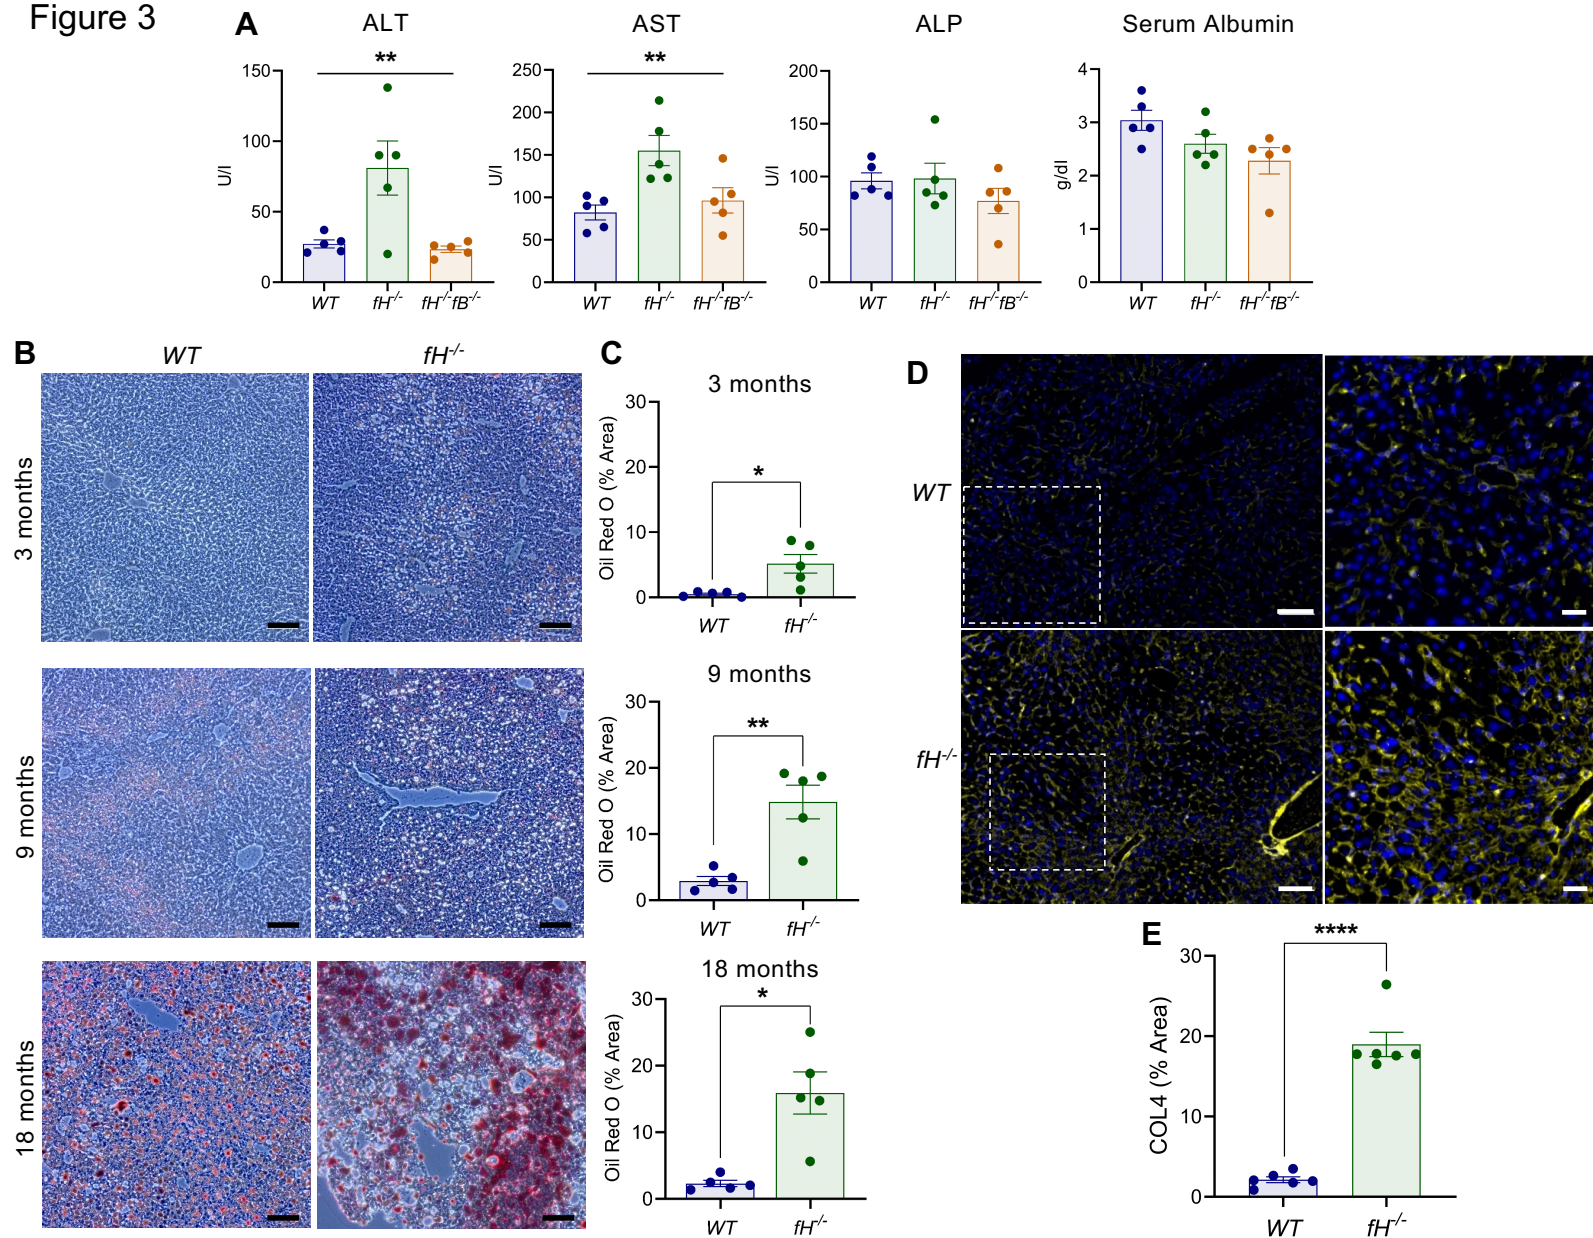 Figure 3
A
ALT
AST
ALP
Serum Albumin
**
**
150
100
50
0
U/l
WT
fH-/-
fH-/-fB-/-
250
200
150
100
50
0
U/l
WT
fH-/-
fH-/-fB-/-
200
150
100
50
0
U/l
WT
fH-/-
fH-/-fB-/-
4
3
2
1
0
g/dl
WT
fH-/-
fH-/-fB-/-
B
WT
fH-/-
3 months
9 months
18 months
C
3 months
30
20
10
0
Oil Red O (% Area)
*
WT
fH-/-
9 months
30
20
10
0
Oil Red O (% Area)
**
WT
fH-/-
18 months
30
20
10
0
Oil Red O (% Area)
*
WT
fH-/-
D
WT
fH-/-
E
****
30
20
10
0
COL4 (% Area)
WT
fH-/-